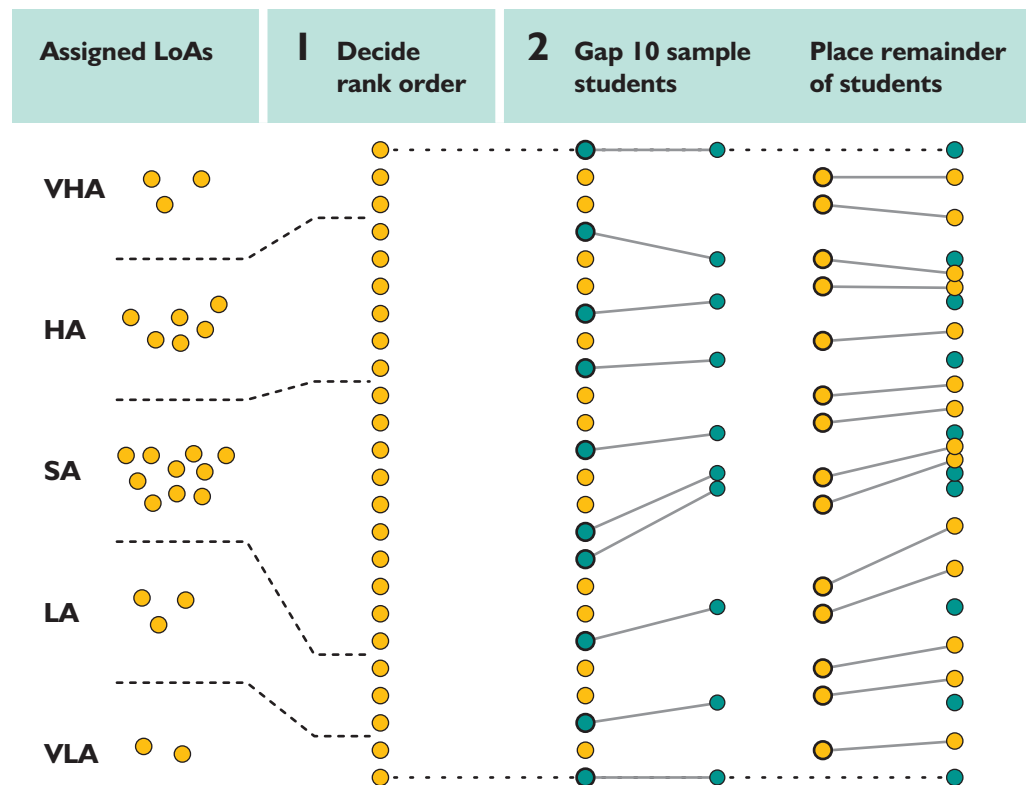 Assigned LoAs
1 Decide
rank order
2 Gap 10 sample
students
Place remainder
of students
VHA
HA
SA
LA
VLA